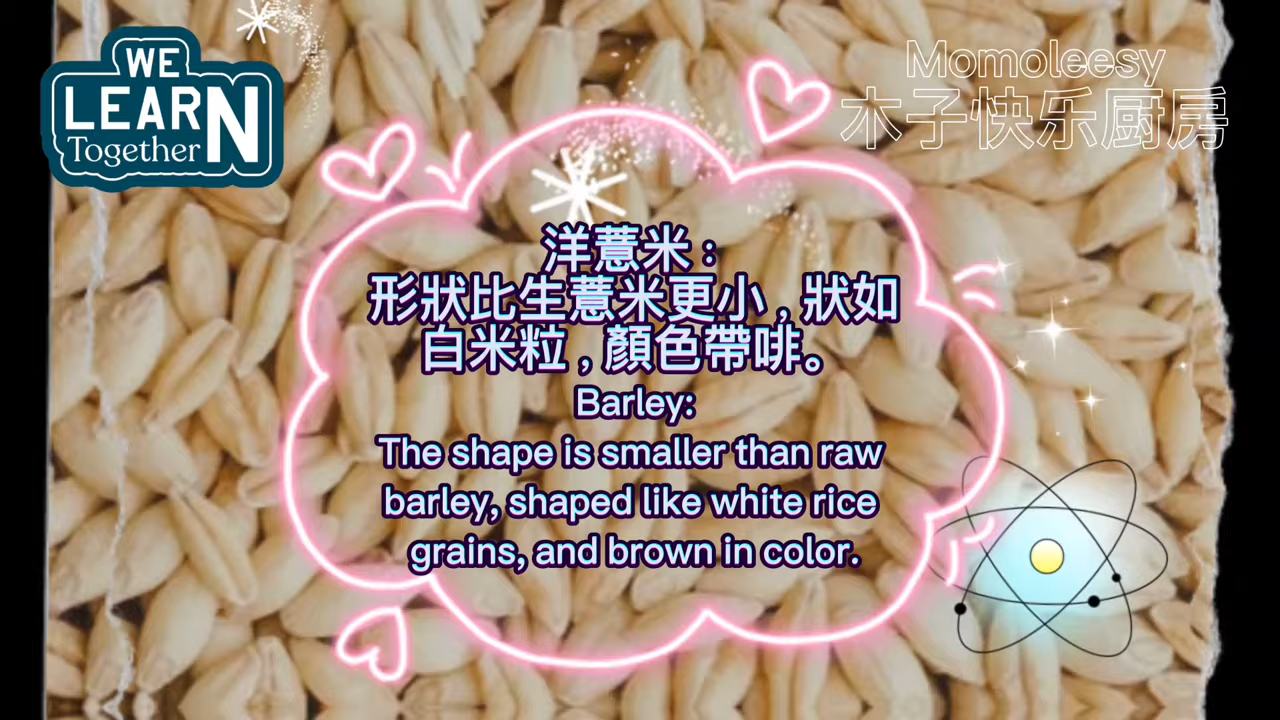 WE
LEARN
Together
Momoleesy
木子快乐厨房
洋薏米：
形狀比生薏米更小，狀如
白米粒，顏色帶啡。
Barley:
The shape is smaller than raw
barley, shaped like white rice
grains, and brown in color.